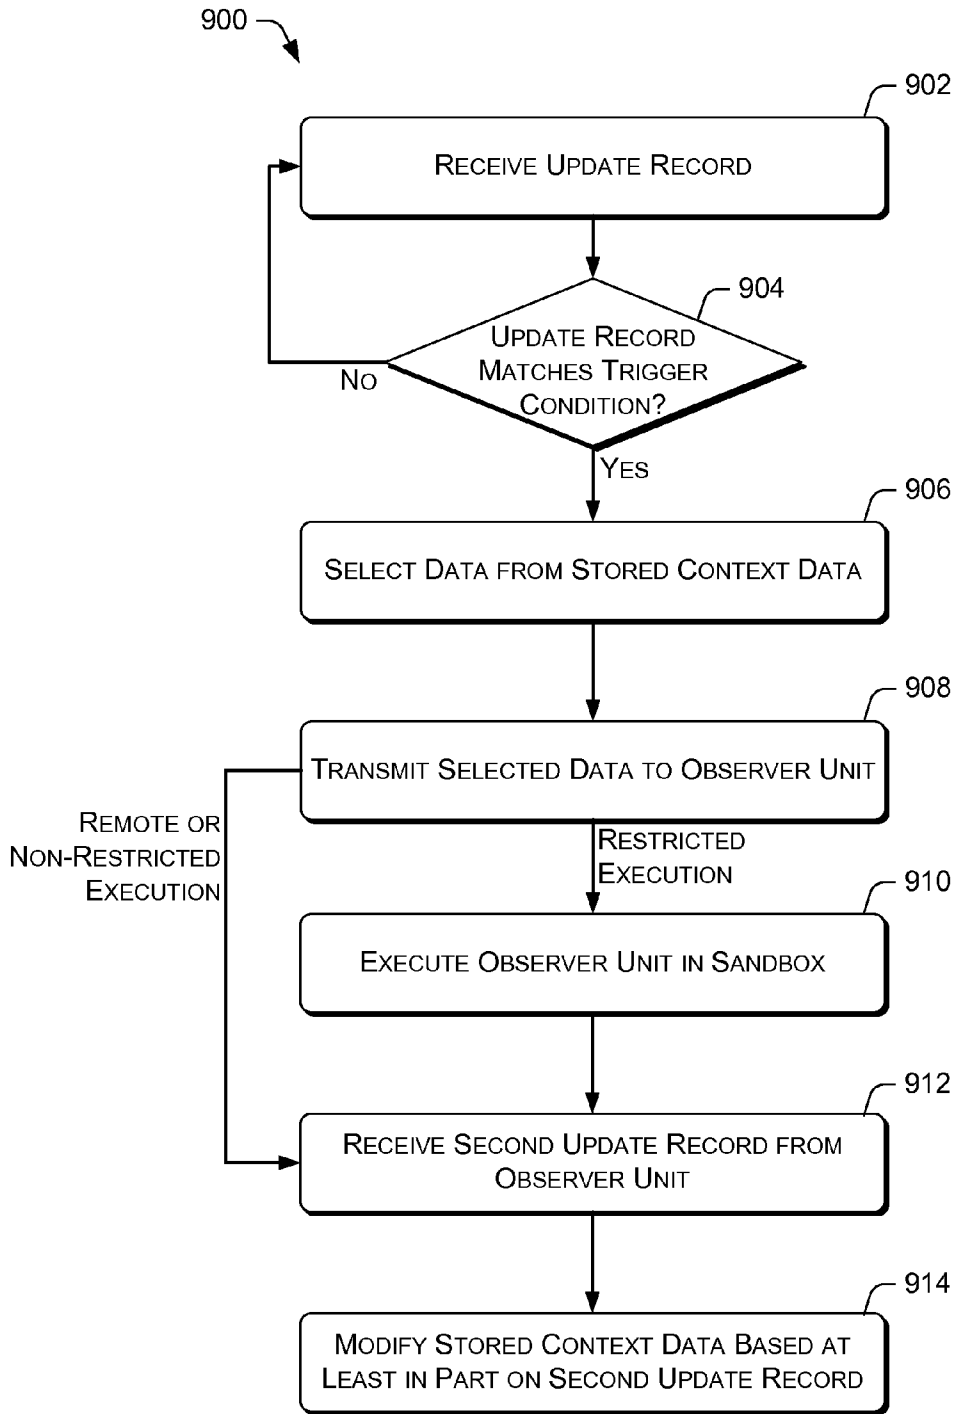 900
902
RECEIVE UPDATE RECORD
904
UPDATE RECORD
MATCHES TRIGGER
CONDITION?
NO
YES
906
SELECT DATA FROM STORED CONTEXT DATA
908
TRANSMIT SELECTED DATA TO OBSERVER UNIT
REMOTE OR
NON-RESTRICTED
EXECUTION
RESTRICTED
EXECUTION
910
EXECUTE OBSERVER UNIT IN SANDBOX
912
RECEIVE SECOND UPDATE RECORD FROM
OBSERVER UNIT
914
MODIFY STORED CONTEXT DATA BASED AT
LEAST IN PART ON SECOND UPDATE RECORD